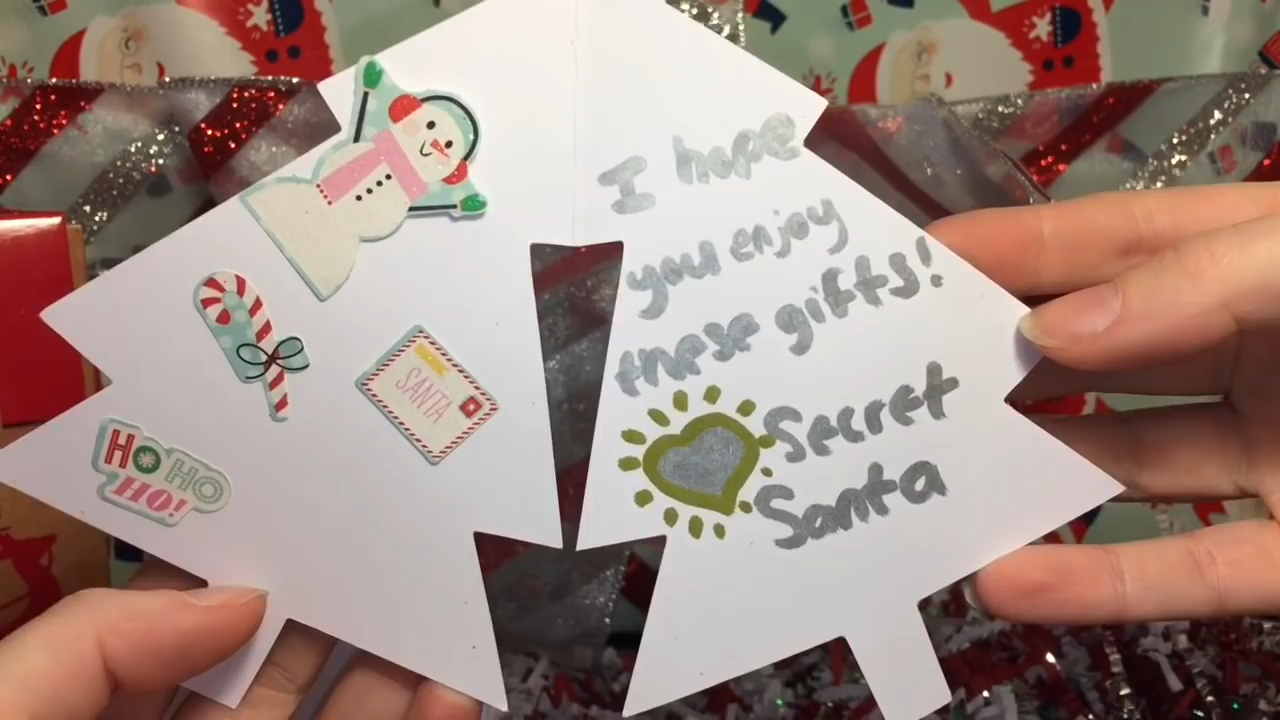 HO HO
HO!
SANTA
I hope
you enjoy
these gifts!
Secret
Santa